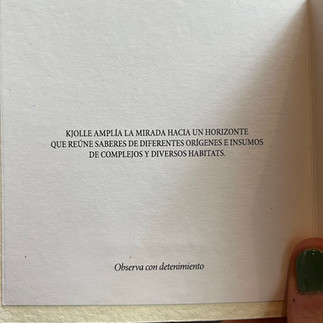 KJOLLE AMPLÍA LA MIRADA HACIA UN HORIZONTE
QUE REÚNE SABERES DE DIFERENTES ORÍGENES E INSUMOS
DE COMPLEJOS Y DIVERSOS HABITATS.
Observa con detenimiento